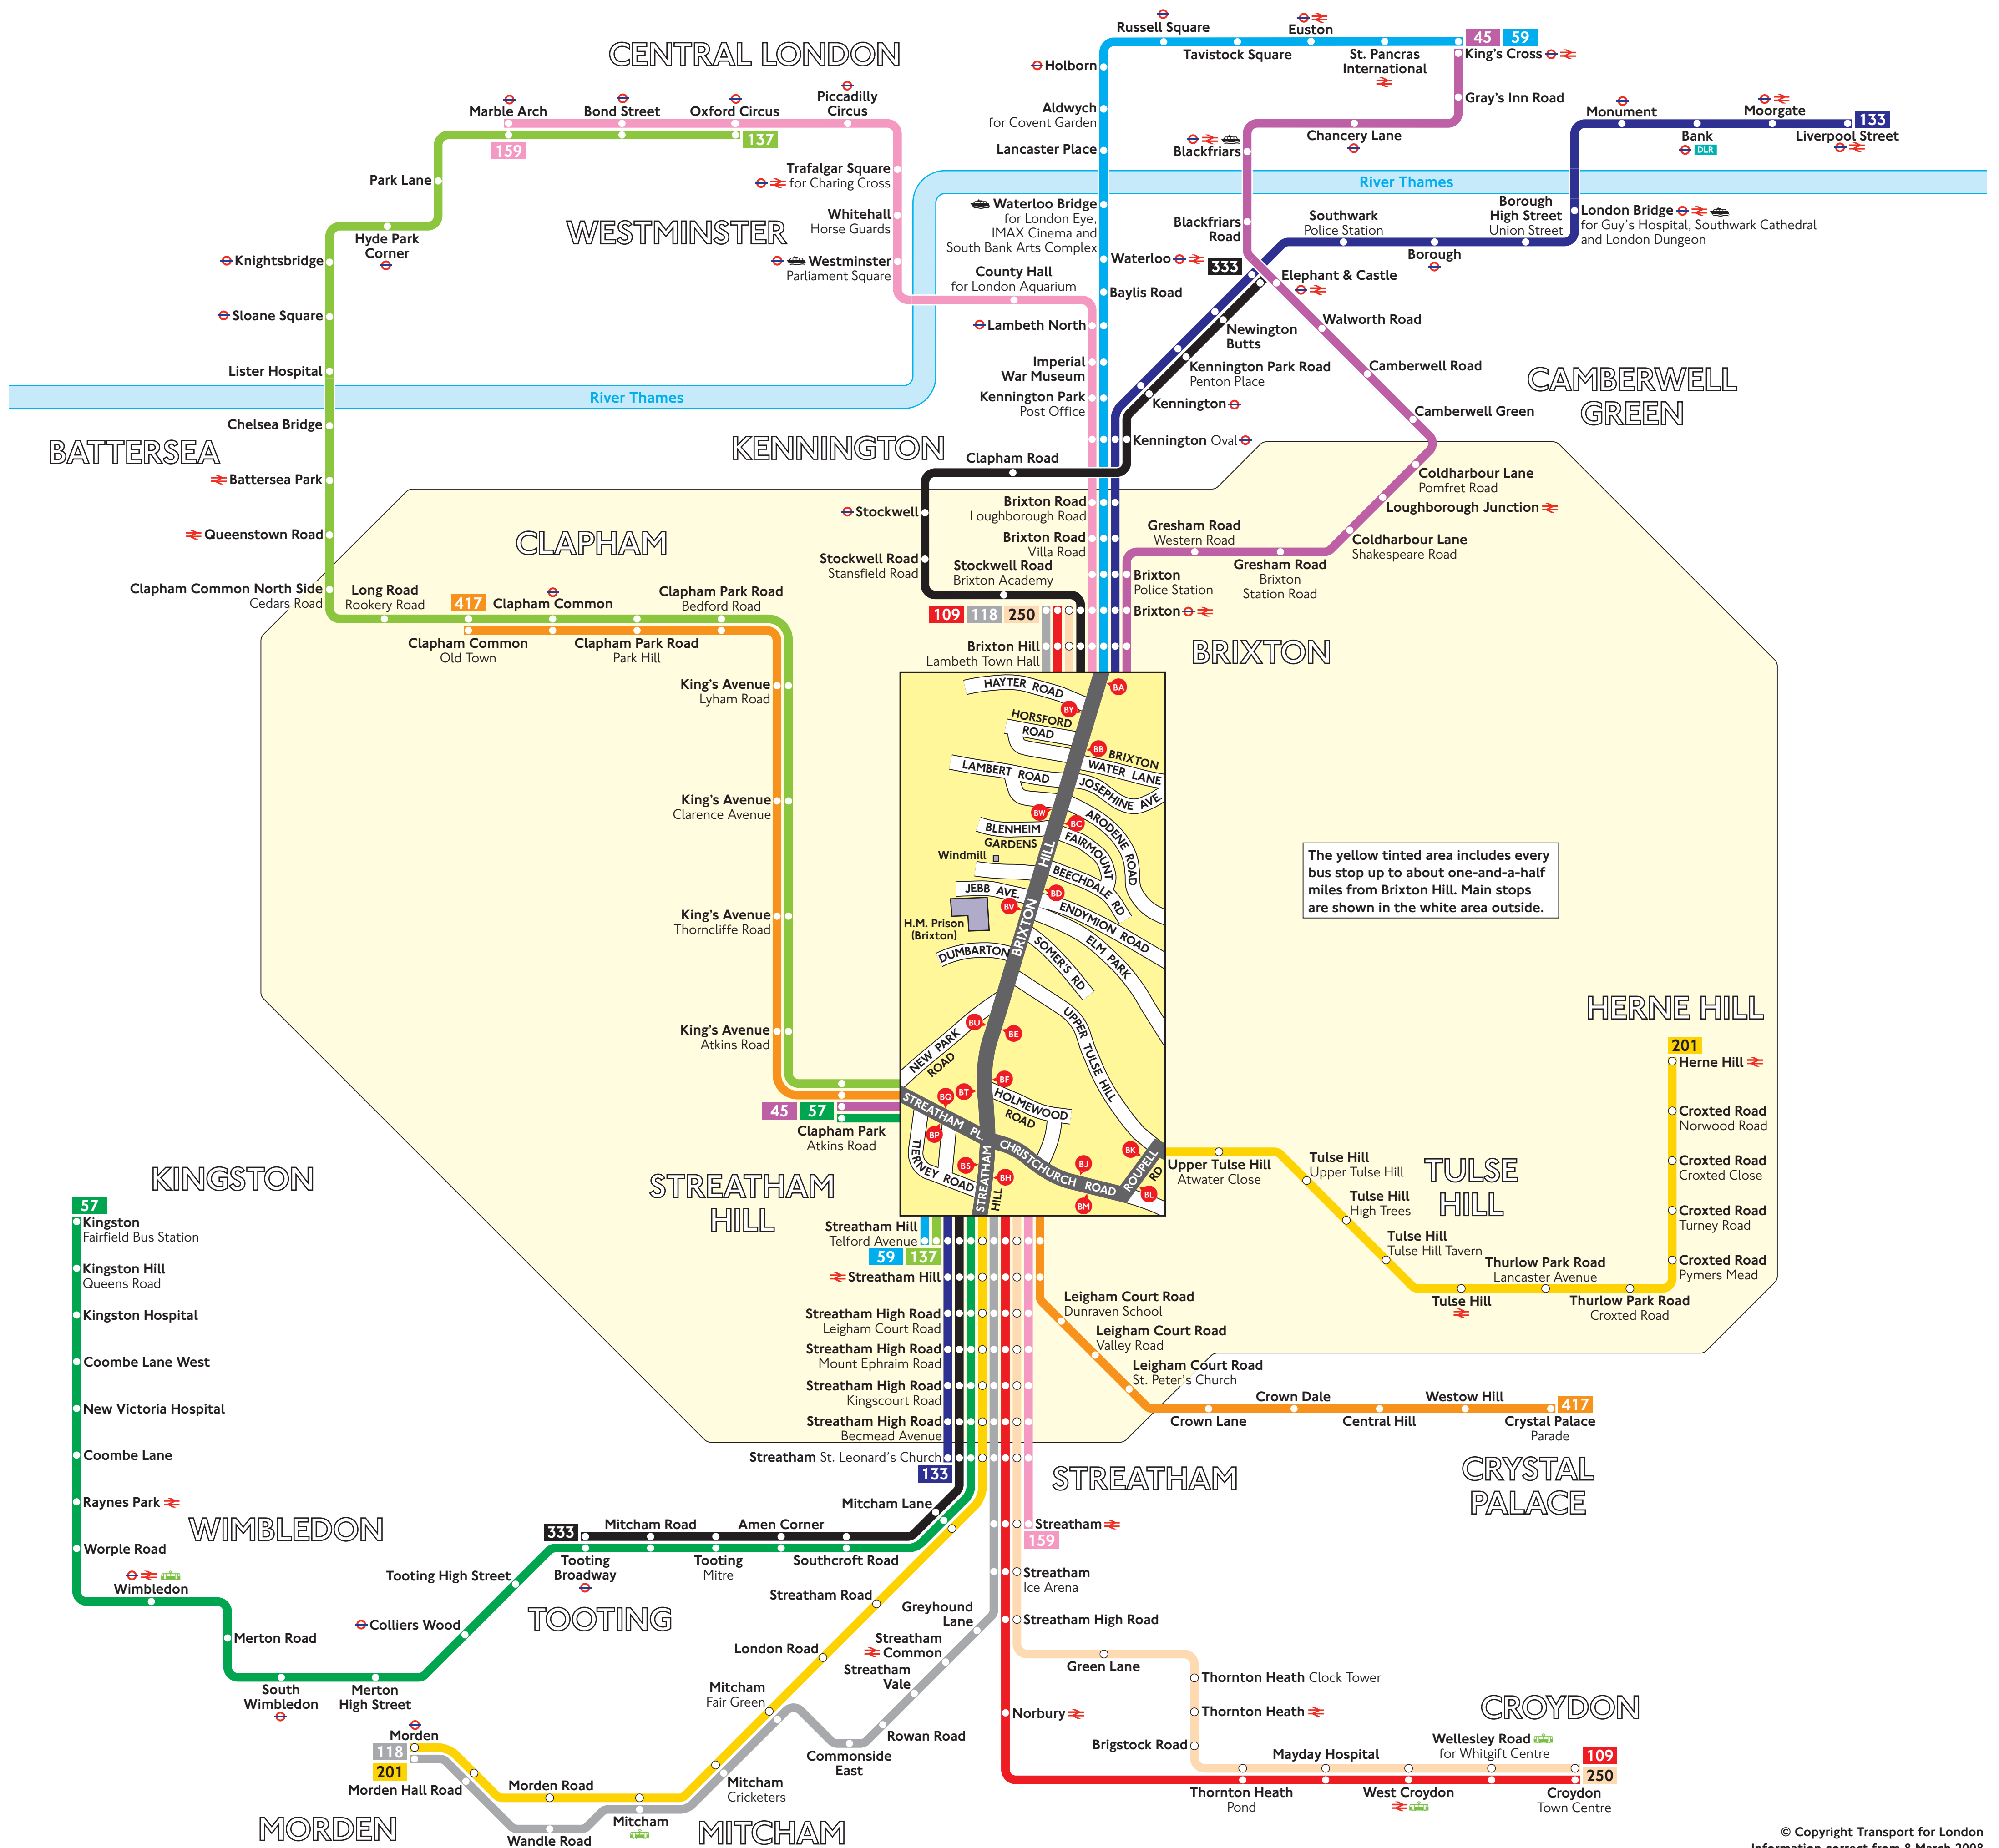 CENTRAL LONDON
Russell Square
Tavistock Square
Euston
St. Pancras
International
45
59
King's Cross
Gray's Inn Road
Holborn
Aldwych
for Covent Garden
Lancaster Place
Chancery Lane
Blackfriars
Monument
Bank
DLR
Moorgate
Liverpool Street
133
Marble Arch
Bond Street
Oxford Circus
Piccadilly
Circus
159
137
Park Lane
Trafalgar Square
for Charing Cross
Whitehall
Horse Guards
WESTMINSTER
Westminster
Parliament Square
River Thames
Hyde Park
Corner
Knightsbridge
Sloane Square
Lister Hospital
River Thames
Waterloo Bridge
for London Eye,
IMAX Cinema and
South Bank Arts Complex
Waterloo
Baylis Road
County Hall
for London Aquarium
Lambeth North
Imperial
War Museum
Kennington Park
Post Office
Blackfriars
Road
333
Southwark
Police Station
Borough
Borough
High Street
Union Street
London Bridge
for Guy's Hospital, Southwark Cathedral
and London Dungeon
Elephant & Castle
Newington
Butts
Walworth Road
Kennington Park Road
Penton Place
Camberwell Road
Kennington
Camberwell Green
CAMBERWELL
GREEN
Kennington Oval
Chelsea Bridge
BATTERSEA
Battersea Park
Queenstown Road
Clapham Common North Side
Cedars Road
KENNINGTON
Clapham Road
Stockwell
Stockwell Road
Stansfield Road
Stockwell Road
Brixton Academy
Brixton Road
Loughborough Road
Brixton Road
Villa Road
Coldharbour Lane
Pomfret Road
Loughborough Junction
Coldharbour Lane
Shakespeare Road
Gresham Road
Western Road
Gresham Road
Brixton
Station Road
Brixton
Police Station
Brixton
109
118
250
Brixton Hill
Lambeth Town Hall
BRIXTON
CLAPHAM
Long Road
Rookery Road
417
Clapham Common
Clapham Common
Old Town
Clapham Park Road
Park Hill
Clapham Park Road
Bedford Road
King's Avenue
Lyham Road
King's Avenue
Clarence Avenue
King's Avenue
Thorncliffe Road
King's Avenue
Atkins Road
45
57
Clapham Park
Atkins Road
HAYTER ROAD
BA
BY
HORSFORD
ROAD
BB
BRIXTON
WATER LANE
LAMBERT ROAD
JOSEPHINE AVE.
BW
BC
ARODENE ROAD
BLENHEIM
GARDENS
FAIRMOUNT
Windmill
BEECHDALE RD
JEBB AVE.
BD
BV
ENDYMION ROAD
H.M. Prison
(Brixton)
BRIXTON HILL
ELM PARK
SOMER'S RD
DUMBARTON
UPPER TULSE HILL
BU
BE
NEW PARK
ROAD
BF
BT
BQ
HOLMEWOOD
ROAD
STREATHAM PL.
BP
CHRISTCHURCH ROAD
BK
ROUPELL
RD
BS
BJ
TIERNEY ROAD
STREATHAM
HILL
BH
BL
BM
The yellow tinted area includes every
bus stop up to about one-and-a-half
miles from Brixton Hill. Main stops
are shown in the white area outside.
HERNE HILL
201
Herne Hill
Croxted Road
Norwood Road
Croxted Road
Croxted Close
Croxted Road
Turney Road
Croxted Road
Pymers Mead
Upper Tulse Hill
Atwater Close
Tulse Hill
Upper Tulse Hill
TULSE
HILL
Tulse Hill
High Trees
Tulse Hill
Tulse Hill Tavern
Thurlow Park Road
Lancaster Avenue
Tulse Hill
Thurlow Park Road
Croxted Road
STREATHAM
HILL
Streatham Hill
Telford Avenue
59
137
Streatham Hill
Streatham High Road
Leigham Court Road
Streatham High Road
Mount Ephraim Road
Streatham High Road
Kingscourt Road
Streatham High Road
Becmead Avenue
Streatham St. Leonard's Church
133
Leigham Court Road
Dunraven School
Leigham Court Road
Valley Road
Leigham Court Road
St. Peter's Church
Crown Lane
Crown Dale
Central Hill
Westow Hill
417
Crystal Palace
Parade
CRYSTAL
PALACE
STREATHAM
KINGSTON
57
Kingston
Fairfield Bus Station
Kingston Hill
Queens Road
Kingston Hospital
Coombe Lane West
New Victoria Hospital
Coombe Lane
Raynes Park
WIMBLEDON
Worple Road
Wimbledon
Merton Road
South
Wimbledon
Merton
High Street
Colliers Wood
Tooting High Street
333
Mitcham Road
Amen Corner
Mitcham Lane
Tooting
Broadway
Tooting
Mitre
Southcroft Road
TOOTING
Streatham Road
London Road
Mitcham
Fair Green
Greyhound
Lane
Streatham
Common
Streatham
Vale
Rowan Road
Commonside
East
Mitcham
Cricketers
Morden
118
201
Morden Hall Road
Morden Road
Mitcham
Wandle Road
MORDEN
MITCHAM
Streatham
159
Streatham
Ice Arena
Streatham High Road
Green Lane
Norbury
Thornton Heath Clock Tower
Thornton Heath
Brigstock Road
Thornton Heath
Pond
Mayday Hospital
West Croydon
Wellesley Road
for Whitgift Centre
CROYDON
109
250
Croydon
Town Centre
© Copyright Transport for London
Information correct from 8 March 2008